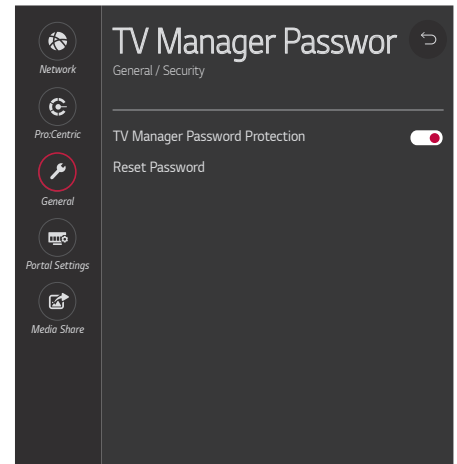 TV Manager Passwor
General / Security
Network
Pro:Centric
General
Portal Settings
Media Share
TV Manager Password Protection
Reset Password